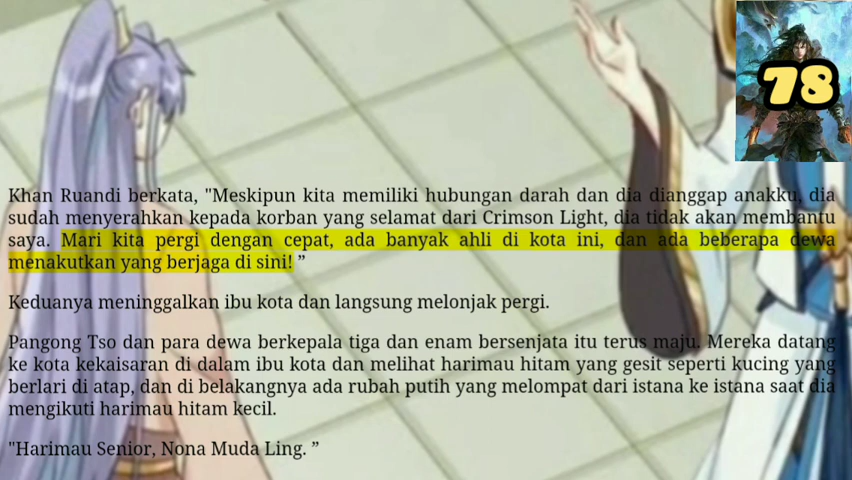 78
Khan Ruandi berkata, "Meskipun kita memiliki hubungan darah dan dia dianggap anakku, dia
sudah menyerahkan kepada korban yang selamat dari Crimson Light, dia tidak akan membantu
saya. Mari kita pergi dengan cepat, ada banyak ahli di kota ini, dan ada beberapa dewa
menakutkan yang berjaga di sini! ”
Keduanya meninggalkan ibu kota dan langsung melonjak pergi.
Pangong Tso dan para dewa berkepala tiga dan enam bersenjata itu terus maju. Mereka datang
ke kota kekaisaran di dalam ibu kota dan melihat harimau hitam yang gesit seperti kucing yang
berlari di atap, dan di belakangnya ada rubah putih yang melompat dari istana ke istana saat dia
mengikuti harimau hitam kecil.
"Harimau Senior, Nona Muda Ling. ”